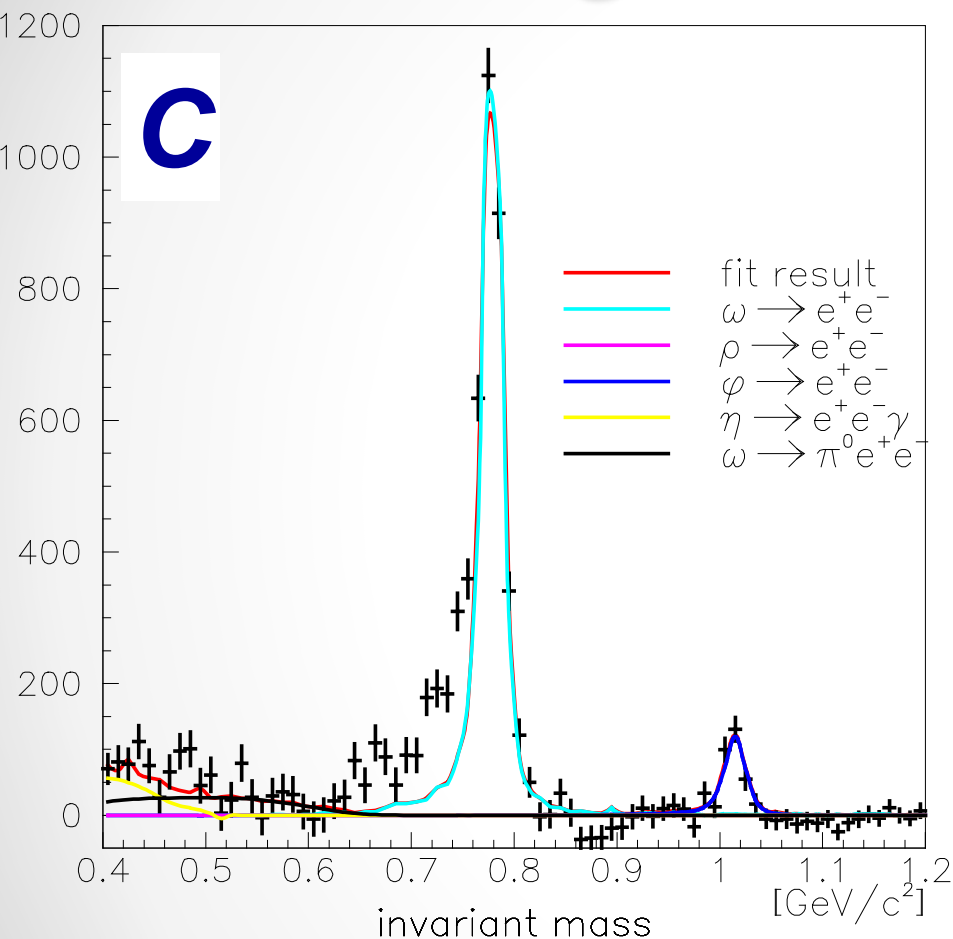 1200
C
1000
800
600
400
200
0
fit result
ω → e⁺e⁻
ρ → e⁺e⁻
φ → e⁺e⁻
η → e⁺e⁻γ
ω → π⁰e⁺e⁻
0.4 0.5 0.6 0.7 0.8 0.9 1 1.1 1.2
[GeV/c²]
invariant mass